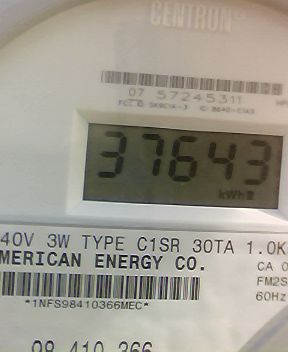 CENTRON
07 57245311
37643
kWh
40V 3W TYPE C1SR 30TA 1.0K
MERICAN ENERGY CO.
CA 0
FM2S
60Hz
*1NFS98410366MEC*
98 410 366